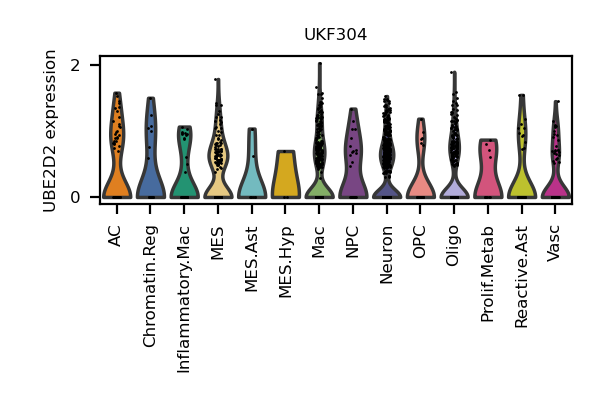 UKF304
UBE2D2 expression
2
0
AC
Chromatin.Reg
Inflammatory.Mac
MES
MES.Ast
MES.Hyp
Mac
NPC
Neuron
OPC
Oligo
Prolif.Metab
Reactive.Ast
Vasc